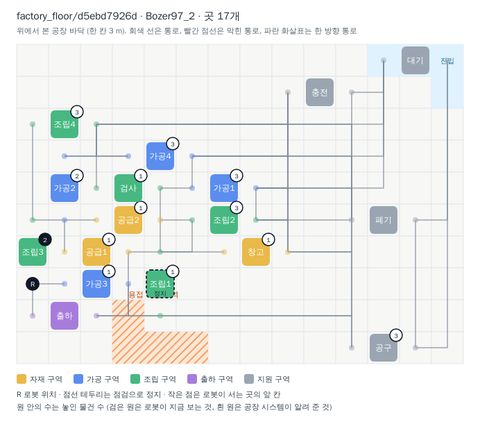 factory_floor/d5ebd7926d · Bozer97_2 · 곳 17개
위에서 본 공장 바닥 (한 칸 3 m). 회색 선은 통로, 빨간 점선은 막힌 통로, 파란 화살표는 한 방향 통로
대기
진입
충전
조립4 3
가공4 3
가공2 2
검사 1
가공1 3
공급2 1
조립2 3
폐기
조립3 2
공급1 1
창고 1
R
가공3 1
조립1 1
용접
출하
공구 3
자재 구역
가공 구역
조립 구역
출하 구역
지원 구역
R 로봇 위치 · 점선 테두리는 점검으로 정지 · 작은 점은 로봇이 서는 곳의 앞 칸
원 안의 수는 놓인 물건 수 (검은 원은 로봇이 지금 보는 것, 흰 원은 공장 시스템이 알려 준 것)